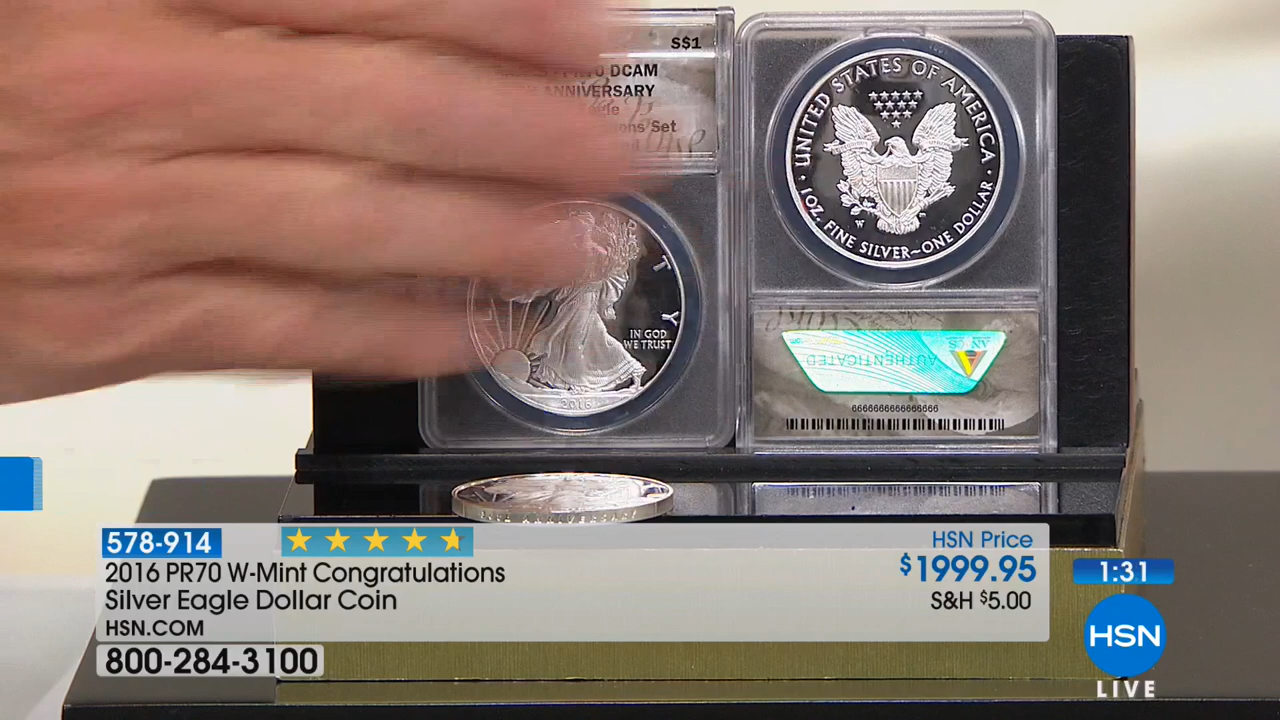 S$1
DCAM
ANNIVERSARY
Set
T
Y
IN GOD
WE TRUST
2016
UNITED STATES OF AMERICA
1 OZ. FINE SILVER~ONE DOLLAR
W
AUTHENTICATED
6666666666666666
578-914
2016 PR70 W-Mint Congratulations
Silver Eagle Dollar Coin
HSN.COM
800-284-3100
HSN Price
$1999.95
S&H $5.00
1:31
HSN
LIVE